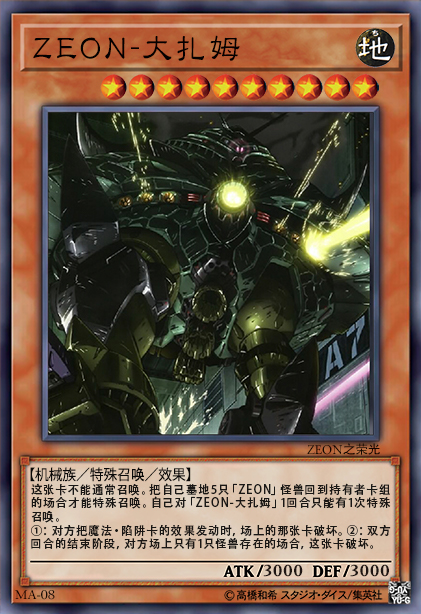 ZEON-大扎姆
ち
地
A7
ZEON之荣光
【机械族／特殊召唤／效果】
这张卡不能通常召唤。把自己墓地5只「ZEON」怪兽回到持有者卡组
的场合才能特殊召唤。自己对「ZEON-大扎姆」1回合只能有1次特殊
召唤。
①：对方把魔法·陷阱卡的效果发动时，场上的那张卡破坏。②：双方
回合的结束阶段，对方场上只有1只怪兽存在的场合，这张卡破坏。
ATK/3000 DEF/3000
MA-08
©高橋和希 スタジオ·ダイス/集英社